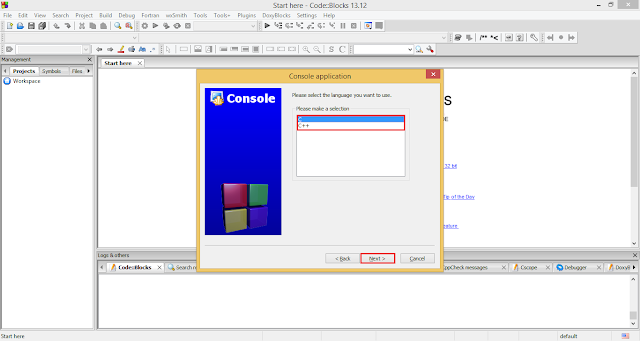 Start here - Code::Blocks 13.12
File Edit View Search Project Build Debug Fortran wxSmith Tools Tools+ Plugins DoxyBlocks Settings Help
Management
Projects Symbols Files
Workspace
Start here
Console application
Console
Please select the language you want to use.
Please make a selection
C
C++
32 bit
Tip of the Day
< Back Next > Cancel
Logs & others
Code::Blocks Search re AppCheck messages Cscope Debugger DoxyB
Start here default